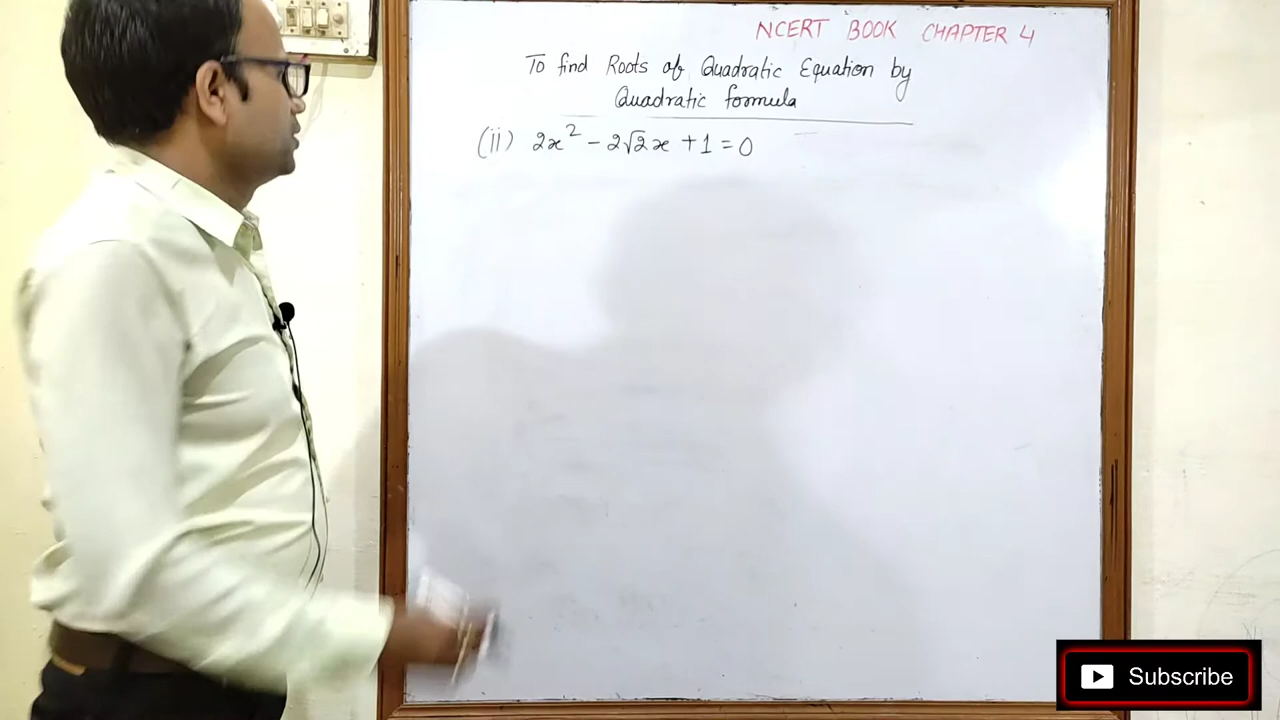 NCERT BOOK CHAPTER 4
To find Roots of Quadratic Equation by
Quadratic formula
(ii) 2x² - 2√2x + 1 = 0
Subscribe